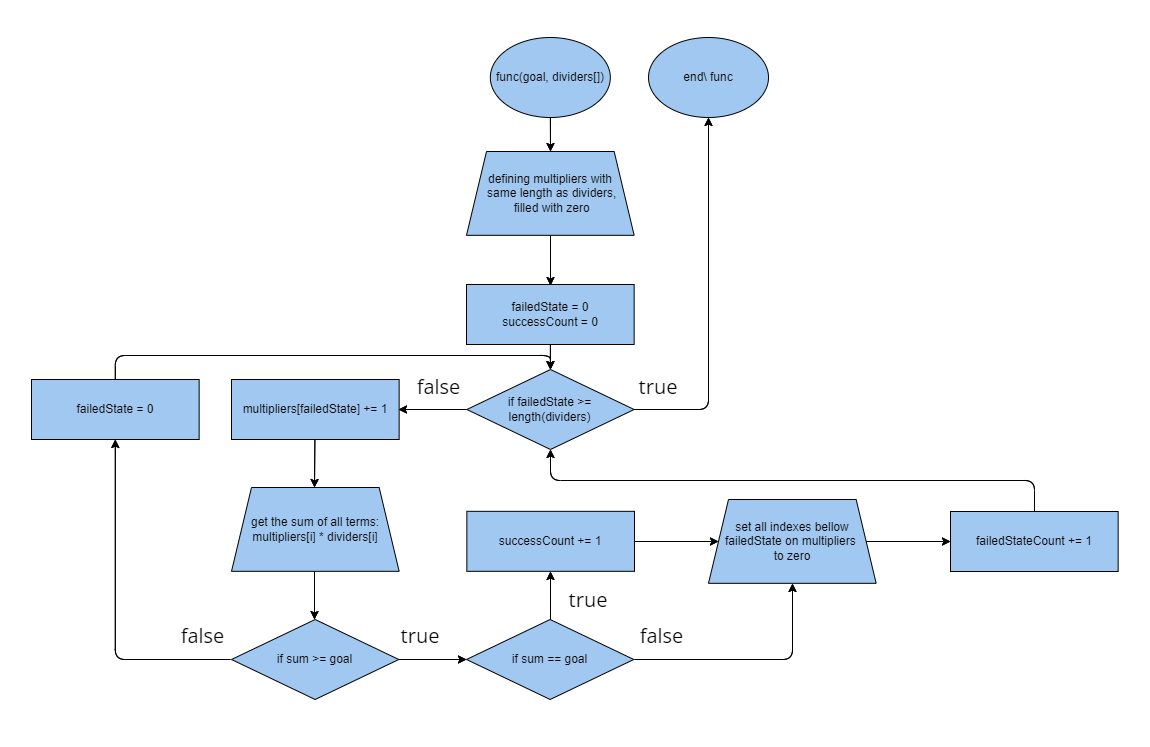 func(goal, dividers[])
end\ func
defining multipliers with
same length as dividers,
filled with zero
failedState = 0
successCount = 0
false
true
failedState = 0
multipliers[failedState] += 1
if failedState >=
length(dividers)
get the sum of all terms:
multipliers[i] * dividers[i]
successCount += 1
set all indexes bellow
failedState on multipliers
to zero
failedStateCount += 1
true
false
true
false
if sum >= goal
if sum == goal